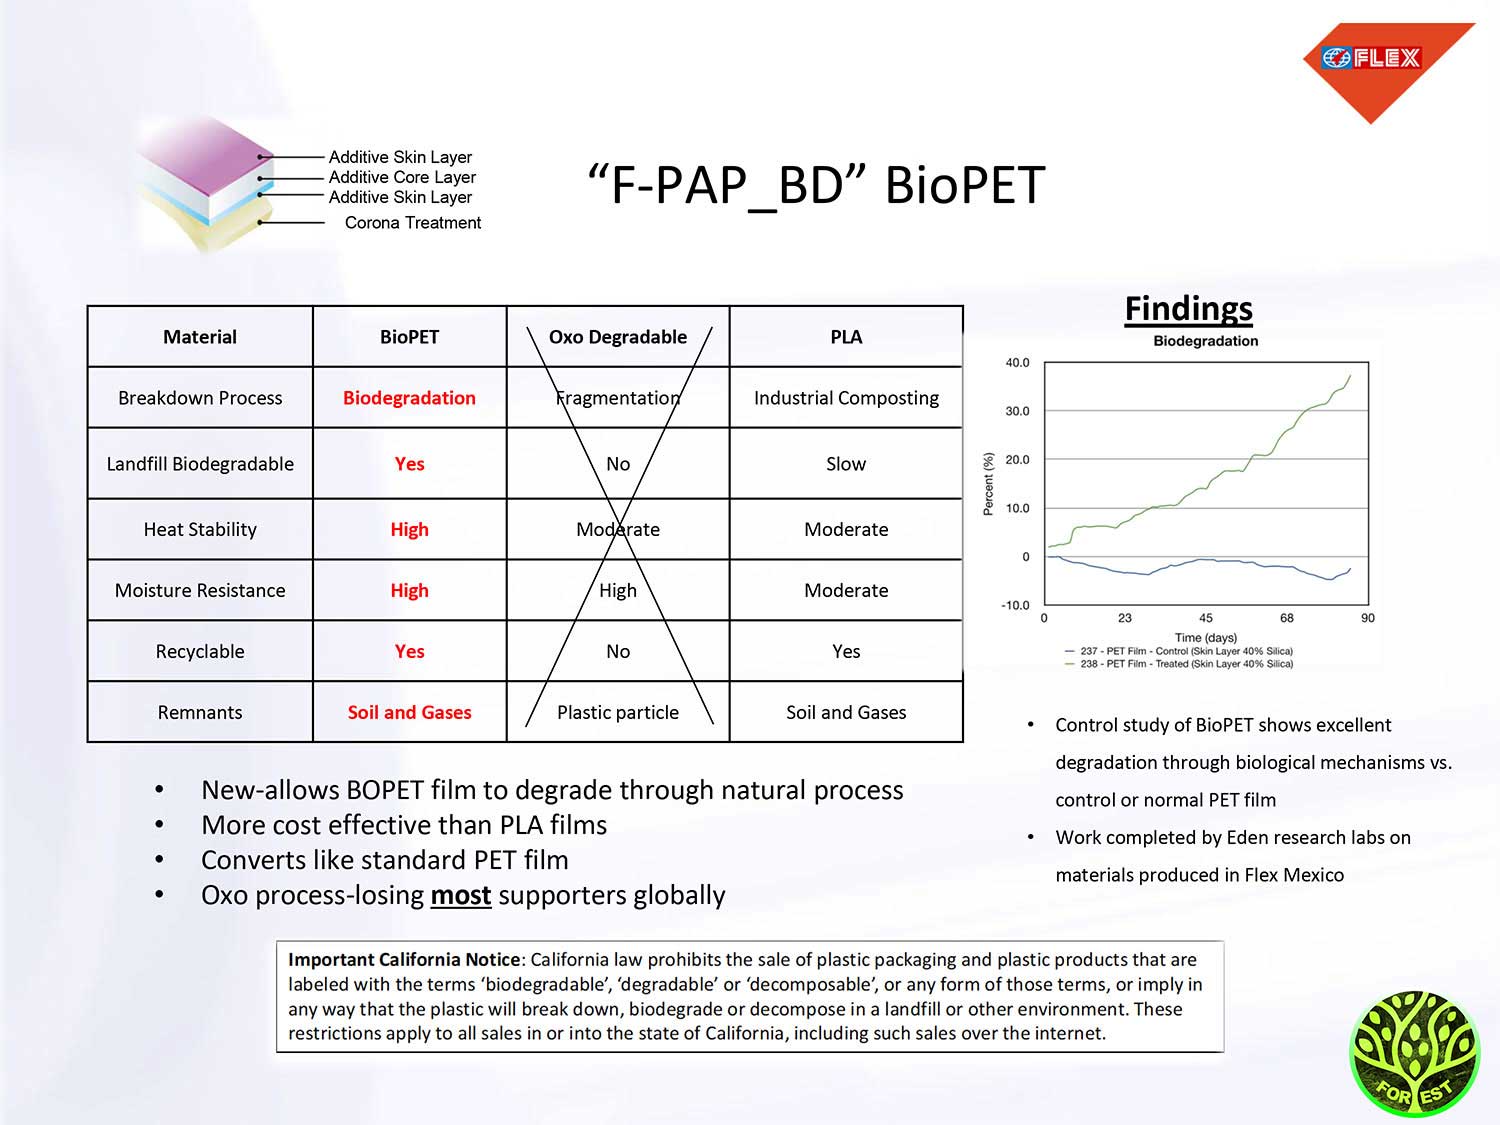 FLEX
Additive Skin Layer
Additive Core Layer
Additive Skin Layer
Corona Treatment
“F-PAP_BD” BioPET
Material BioPET Oxo Degradable PLA
Breakdown Process Biodegradation Fragmentation Industrial Composting
Landfill Biodegradable Yes No Slow
Heat Stability High Moderate Moderate
Moisture Resistance High High Moderate
Recyclable Yes No Yes
Remnants Soil and Gases Plastic particle Soil and Gases
• New-allows BOPET film to degrade through natural process
• More cost effective than PLA films
• Converts like standard PET film
• Oxo process-losing most supporters globally
Findings
Biodegradation
Percent (%)
40.0
30.0
20.0
10.0
0
-10.0
0 23 45 68 90
Time (days)
237 - PET Film - Control (Skin Layer 40% Silica)
238 - PET Film - Treated (Skin Layer 40% Silica)
• Control study of BioPET shows excellent
degradation through biological mechanisms vs.
control or normal PET film
• Work completed by Eden research labs on
materials produced in Flex Mexico
Important California Notice: California law prohibits the sale of plastic packaging and plastic products that are
labeled with the terms ‘biodegradable’, ‘degradable’ or ‘decomposable’, or any form of those terms, or imply in
any way that the plastic will break down, biodegrade or decompose in a landfill or other environment. These
restrictions apply to all sales in or into the state of California, including such sales over the internet.
FOREST